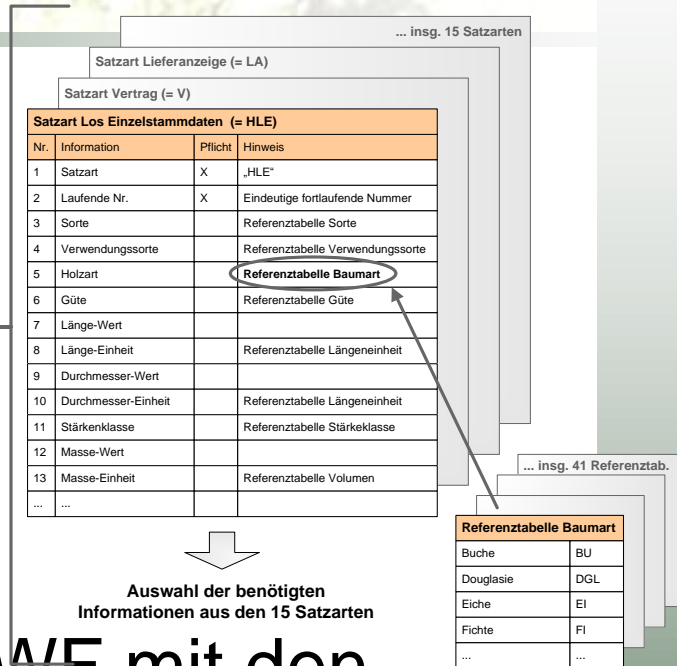 ... insg. 15 Satzarten
Satzart Lieferanzeige (= LA)
Satzart Vertrag (= V)
Satzart Los Einzelstammdaten (= HLE)
Nr. Information Pflicht Hinweis
1 Satzart X „HLE“
2 Laufende Nr. X Eindeutige fortlaufende Nummer
3 Sorte Referenztabelle Sorte
4 Verwendungssorte Referenztabelle Verwendungssorte
5 Holzart Referenztabelle Baumart
6 Güte Referenztabelle Güte
7 Länge-Wert
8 Länge-Einheit Referenztabelle Längeneinheit
9 Durchmesser-Wert
10 Durchmesser-Einheit Referenztabelle Längeneinheit
11 Stärkenklasse Referenztabelle Stärkeklasse
12 Masse-Wert
13 Masse-Einheit Referenztabelle Volumen
... ...
... insg. 41 Referenztab.
Referenztabelle Baumart
Buche BU
Douglasie DGL
Eiche EI
Fichte FI
... ...
Auswahl der benötigten
Informationen aus den 15 Satzarten
mit den